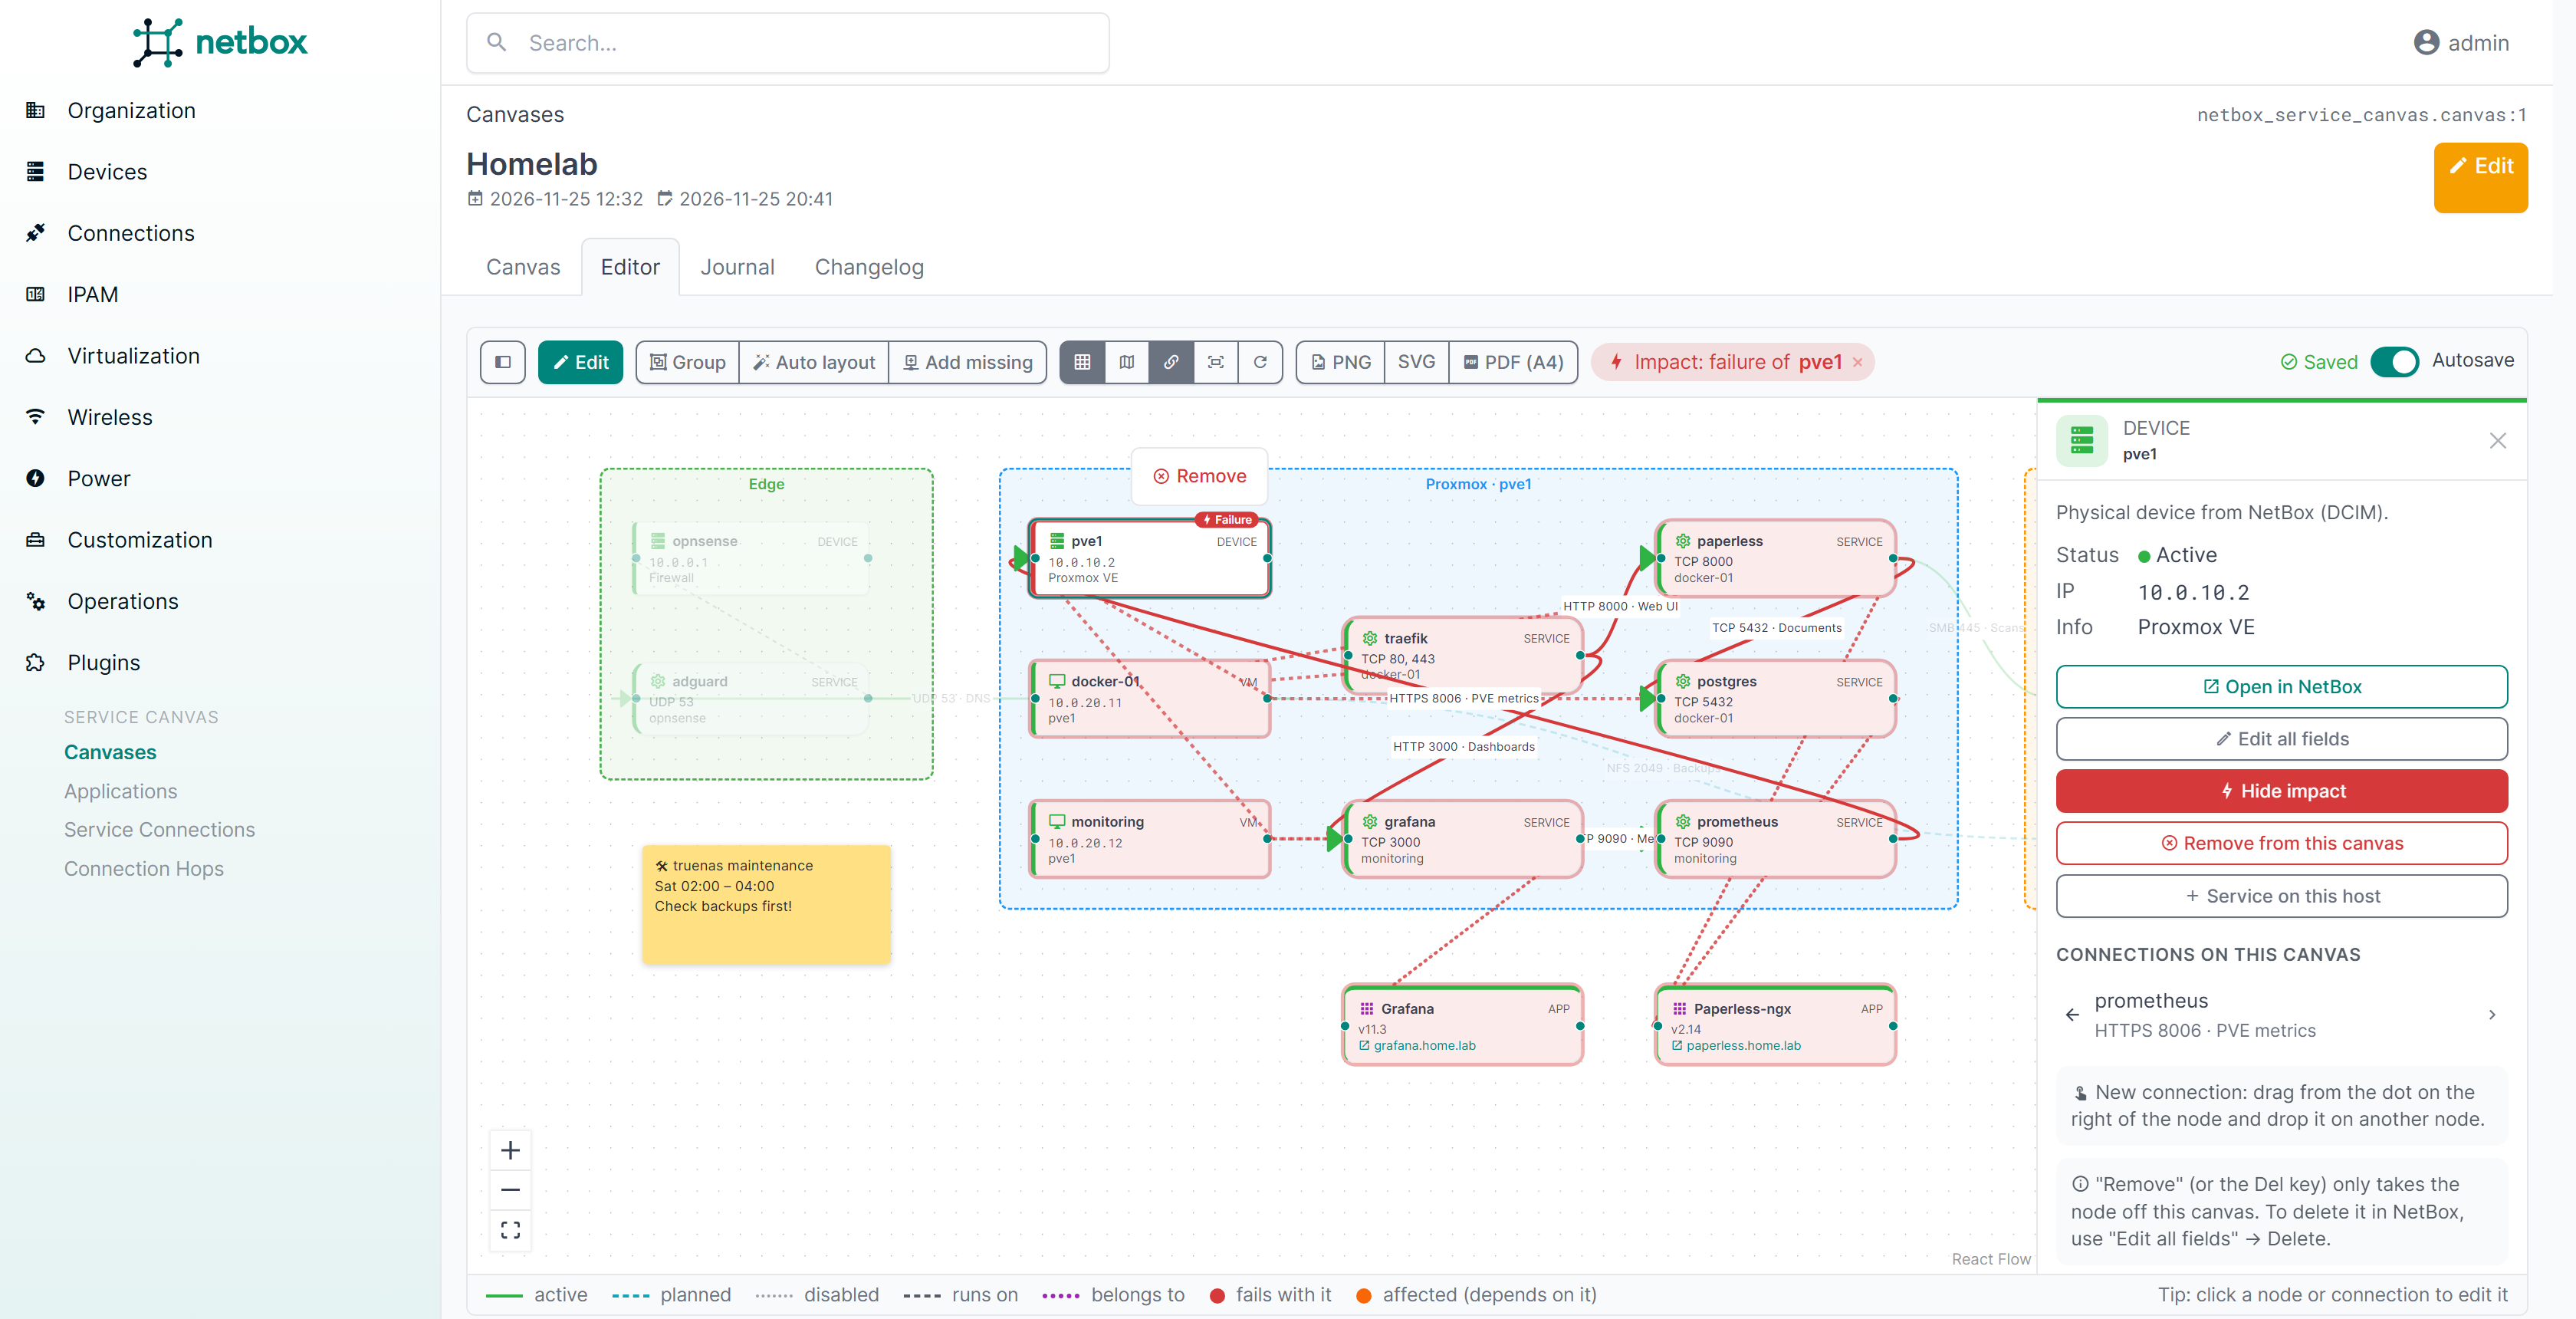 netbox
Organization
Devices
Connections
IPAM
Virtualization
Wireless
Power
Customization
Operations
Plugins
SERVICE CANVAS
Canvases
Applications
Service Connections
Connection Hops
Search...
admin
Canvases
netbox_service_canvas.canvas:1
Homelab
2026-11-25 12:32 2026-11-25 20:41
Edit
Canvas
Editor
Journal
Changelog
Edit
Group
Auto layout
Add missing
PNG
SVG
PDF (A4)
Impact: failure of pve1 ×
Saved
Autosave
Edge
opnsense DEVICE
10.0.0.1
Firewall
adguard SERVICE
UDP 53
opnsense
UDP 53 · DNS
🛠 truenas maintenance
Sat 02:00 – 04:00
Check backups first!
Remove
Proxmox · pve1
Failure
pve1 DEVICE
10.0.10.2
Proxmox VE
docker-01 VM
10.0.20.11
pve1
monitoring VM
10.0.20.12
pve1
traefik SERVICE
TCP 80, 443
docker-01
HTTPS 8006 · PVE metrics
HTTP 3000 · Dashboards
grafana SERVICE
TCP 3000
monitoring
HTTP 8000 · Web UI
paperless SERVICE
TCP 8000
docker-01
TCP 5432 · Documents
SMB 445 · Scans
postgres SERVICE
TCP 5432
docker-01
NFS 2049 · Backups
P 9090 · Me
prometheus SERVICE
TCP 9090
monitoring
Grafana APP
v11.3
grafana.home.lab
Paperless-ngx APP
v2.14
paperless.home.lab
React Flow
DEVICE
pve1
Physical device from NetBox (DCIM).
Status Active
IP 10.0.10.2
Info Proxmox VE
Open in NetBox
Edit all fields
Hide impact
Remove from this canvas
+ Service on this host
CONNECTIONS ON THIS CANVAS
← prometheus
HTTPS 8006 · PVE metrics
New connection: drag from the dot on the
right of the node and drop it on another node.
"Remove" (or the Del key) only takes the
node off this canvas. To delete it in NetBox,
use "Edit all fields" → Delete.
active
planned
disabled
runs on
belongs to
fails with it
affected (depends on it)
Tip: click a node or connection to edit it